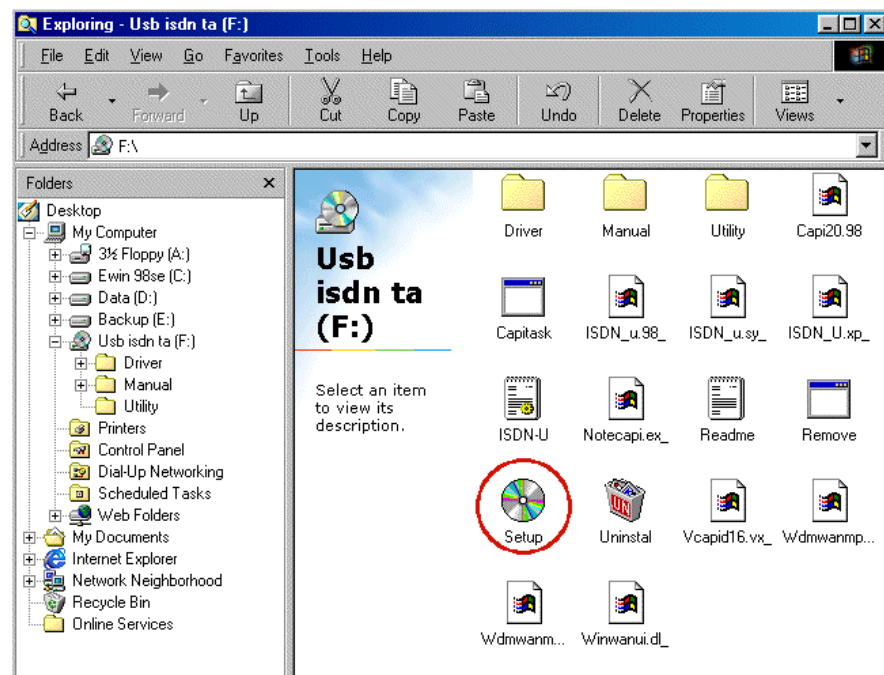 Exploring - Usb isdn ta (F:)
File Edit View Go Favorites Tools Help
Back Forward Up Cut Copy Paste Undo Delete Properties Views
Address F:\
Folders
Desktop
My Computer
3½ Floppy (A:)
Ewin 98se (C:)
Data (D:)
Backup (E:)
Usb isdn ta (F:)
Driver
Manual
Utility
Printers
Control Panel
Dial-Up Networking
Scheduled Tasks
Web Folders
My Documents
Internet Explorer
Network Neighborhood
Recycle Bin
Online Services
Usb
isdn ta
(F:)
Select an item
to view its
description.
Driver Manual Utility Capi20.98
Capitask ISDN_u.98_ ISDN_u.sy_ ISDN_U.xp_
ISDN-U Notecapi.ex_ Readme Remove
Setup Uninstal Vcapid16.vx_ Wdmwanmp...
Wdmwanm... Winwanui.dl_
UN